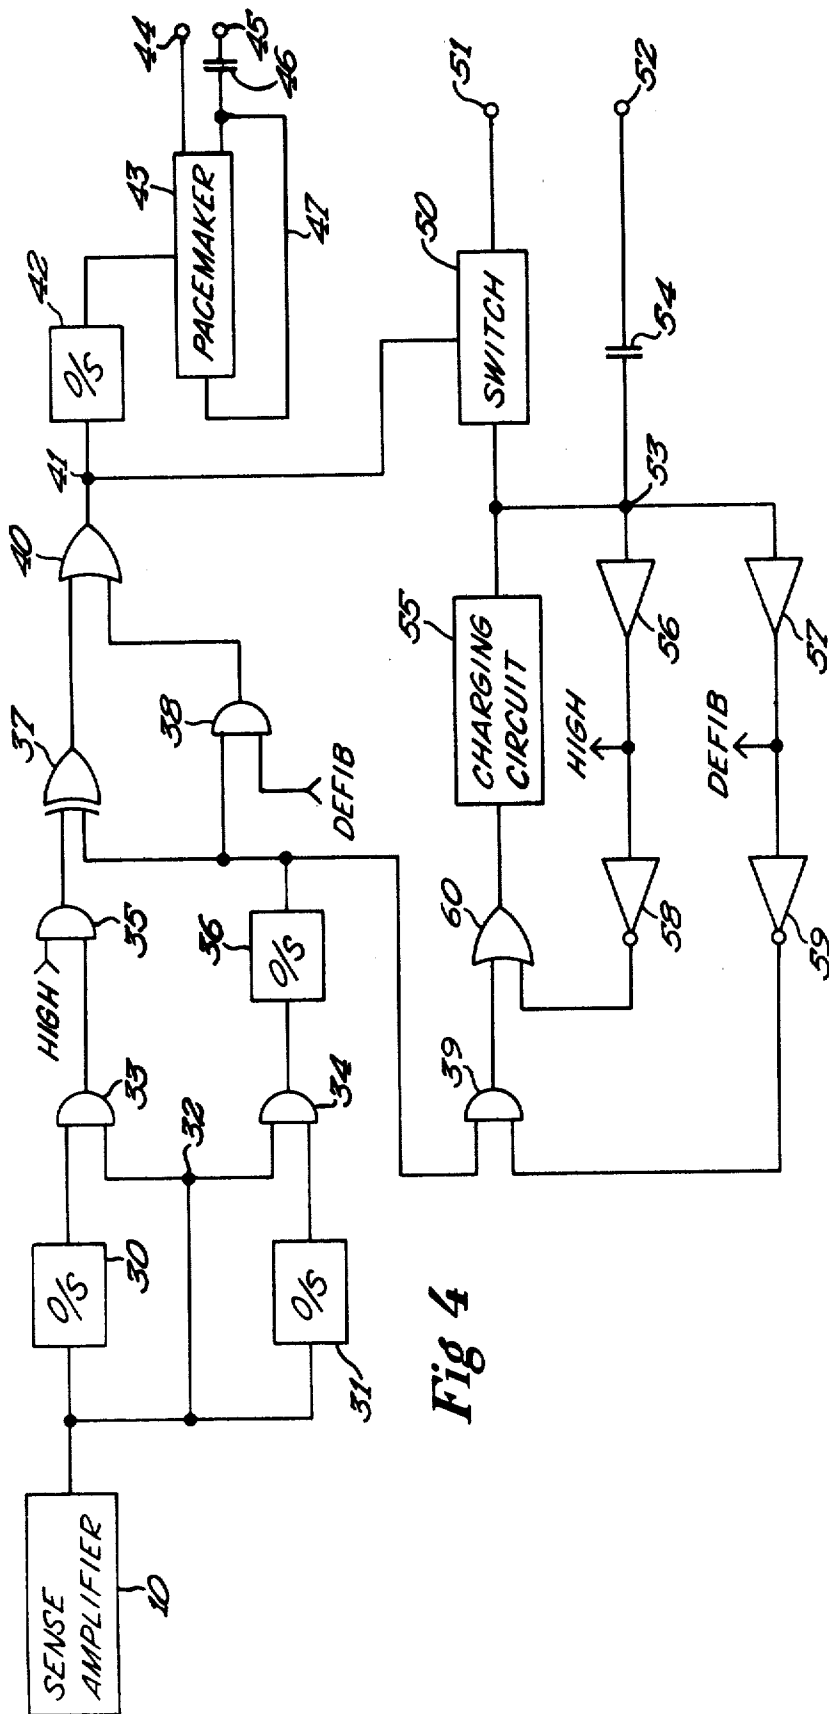 SENSE
AMPLIFIER
10
O/S
30
O/S
31
32
33
34
HIGH
35
O/S
36
37
38
DEFIB
39
40
41
O/S
42
PACEMAKER
43
44
45
46
47
SWITCH
50
51
52
53
54
CHARGING
CIRCUIT
55
56
57
HIGH
DEFIB
58
59
60
Fig 4